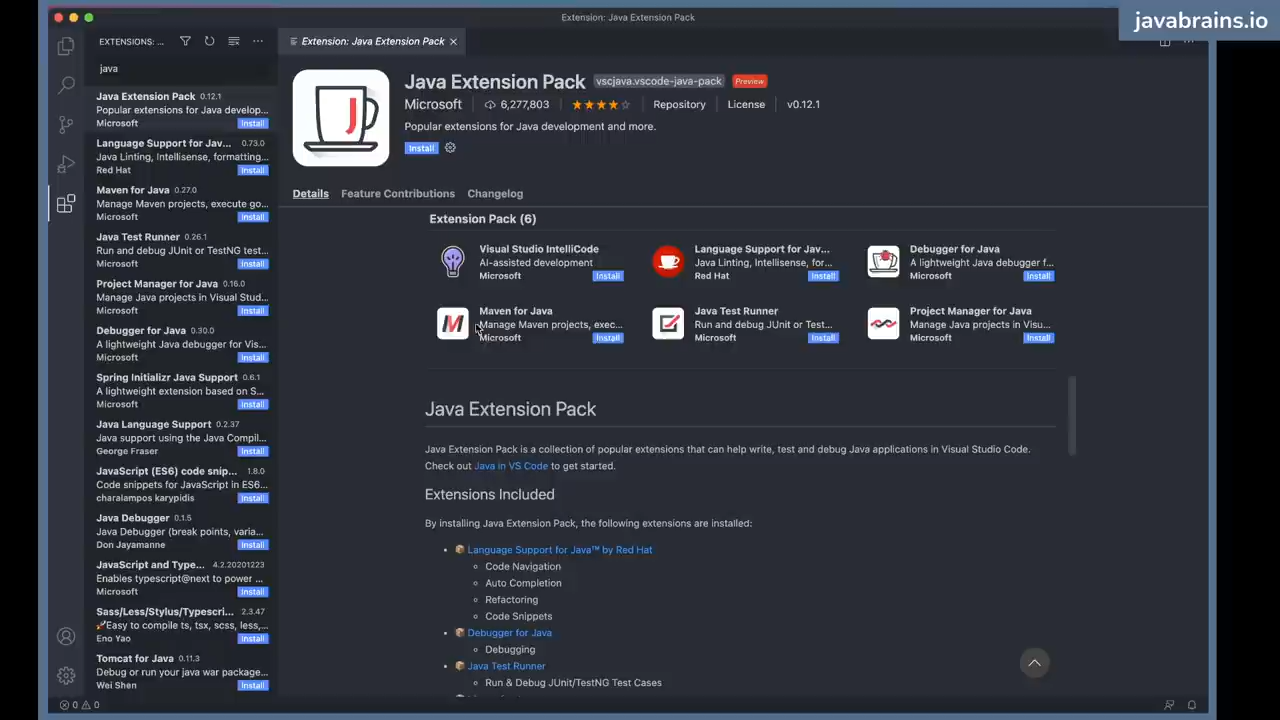 Extension: Java Extension Pack
javabrains.io
EXTENSIONS: ...
Extension: Java Extension Pack
java
Java Extension Pack 0.12.1
Popular extensions for Java develop...
Microsoft Install
Language Support for Jav... 0.73.0
Java Linting, Intellisense, formatting...
Red Hat Install
Maven for Java 0.27.0
Manage Maven projects, execute go...
Microsoft Install
Java Test Runner 0.26.1
Run and debug JUnit or TestNG test...
Microsoft Install
Project Manager for Java 0.16.0
Manage Java projects in Visual Stud...
Microsoft Install
Debugger for Java 0.30.0
A lightweight Java debugger for Vis...
Microsoft Install
Spring Initializr Java Support 0.6.1
A lightweight extension based on S...
Microsoft Install
Java Language Support 0.2.37
Java support using the Java Compil...
George Fraser Install
JavaScript (ES6) code snip... 1.8.0
Code snippets for JavaScript in ES6...
charalampos karypidis Install
Java Debugger 0.1.5
Java Debugger (break points, varia...
Don Jayamanne Install
JavaScript and Type... 4.2.20201223
Enables typescript@next to power ...
Microsoft Install
Sass/Less/Stylus/Typescri... 2.3.47
🚀Easy to compile ts, tsx, scss, less,...
Eno Yao Install
Tomcat for Java 0.11.3
Debug or run your java war package...
Wei Shen Install
Java Extension Pack vscjava.vscode-java-pack Preview
Microsoft 6,277,803 Repository License v0.12.1
Popular extensions for Java development and more.
Install
Details Feature Contributions Changelog
Extension Pack (6)
Visual Studio IntelliCode
AI-assisted development
Microsoft Install
Language Support for Jav...
Java Linting, Intellisense, for...
Red Hat Install
Debugger for Java
A lightweight Java debugger f...
Microsoft Install
Maven for Java
Manage Maven projects, exec...
Microsoft Install
Java Test Runner
Run and debug JUnit or Test...
Microsoft Install
Project Manager for Java
Manage Java projects in Visu...
Microsoft Install
Java Extension Pack
Java Extension Pack is a collection of popular extensions that can help write, test and debug Java applications in Visual Studio Code.
Check out Java in VS Code to get started.
Extensions Included
By installing Java Extension Pack, the following extensions are installed:
Language Support for Java™ by Red Hat
Code Navigation
Auto Completion
Refactoring
Code Snippets
Debugger for Java
Debugging
Java Test Runner
Run & Debug JUnit/TestNG Test Cases
0 0